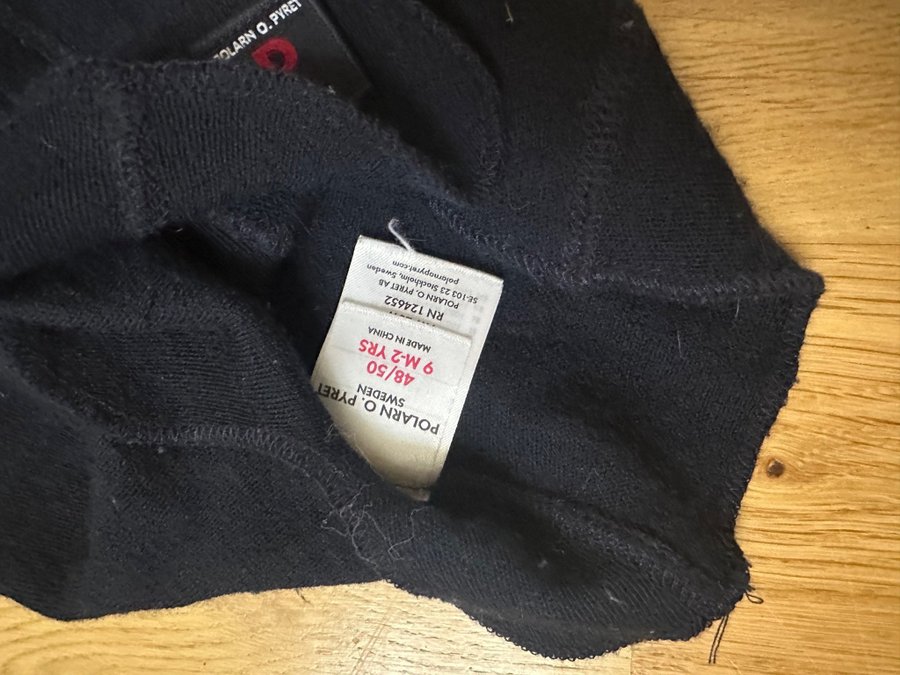 POLARN O. PYRET
POLARN O. PYRET
SWEDEN
48/50
9 M-2 YRS
MADE IN CHINA
RN 124652
POLARN O. PYRET AB
SE-103 23 Stockholm, Sweden
polarnopyret.com